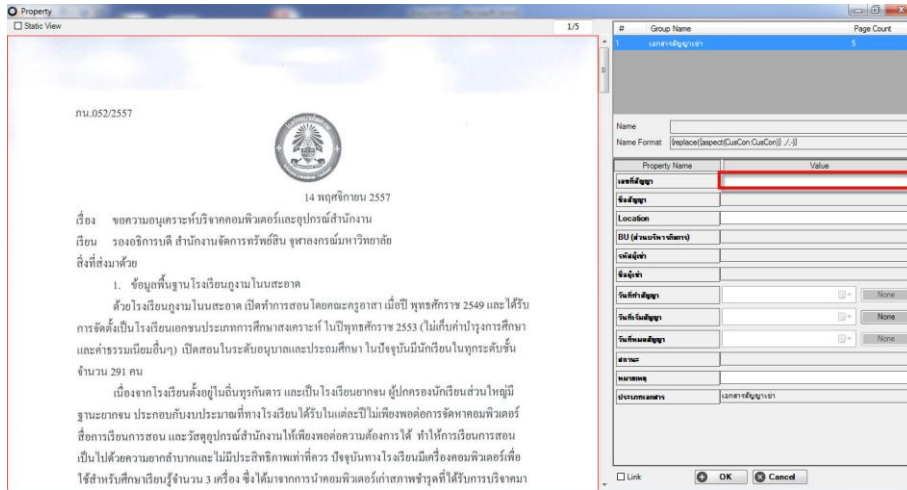 Property
Static View
1/5
ภน.052/2557
14 พฤศจิกายน 2557
เรื่อง ขอความอนุเคราะห์บริจาคคอมพิวเตอร์และอุปกรณ์สำนักงาน
เรียน รองอธิการบดี สำนักงานจัดการทรัพย์สิน จุฬาลงกรณ์มหาวิทยาลัย
สิ่งที่ส่งมาด้วย
1. ข้อมูลพื้นฐานโรงเรียนภูงามโนนสะอาด
ด้วยโรงเรียนภูงามโนนสะอาด เปิดทำการสอนโดยคณะครูอาสา เมื่อปี พุทธศักราช 2549 และได้รับ
การจัดตั้งเป็นโรงเรียนเอกชนประเภทการศึกษาสงเคราะห์ ในปีพุทธศักราช 2553 (ไม่เก็บค่าบำรุงการศึกษา
และค่าธรรมเนียมอื่นๆ) เปิดสอนในระดับอนุบาลและประถมศึกษา ในปัจจุบันมีนักเรียนในทุกระดับชั้น
จำนวน 291 คน
เนื่องจากโรงเรียนตั้งอยู่ในถิ่นทุรกันดาร และเป็นโรงเรียนยากจน ผู้ปกครองนักเรียนส่วนใหญ่มี
ฐานะยากจน ประกอบกับงบประมาณที่ทางโรงเรียนได้รับในแต่ละปีไม่เพียงพอต่อการจัดหาคอมพิวเตอร์
สื่อการเรียนการสอน และวัสดุอุปกรณ์สำนักงานให้เพียงพอต่อความต้องการได้ ทำให้การเรียนการสอน
เป็นไปด้วยความยากลำบากและไม่มีประสิทธิภาพเท่าที่ควร ปัจจุบันทางโรงเรียนมีเครื่องคอมพิวเตอร์เพื่อ
ใช้สำหรับศึกษาเรียนรู้จำนวน 3 เครื่อง ซึ่งได้มาจากการนำคอมพิวเตอร์เก่าสภาพชำรุดที่ได้รับการบริจาคมา
# Group Name Page Count
1 เอกสารสัญญาเช่า 5
Name
Name Format {replace({aspect(CusCon:CusCon)} ,/,-)}
Property Name Value
เลขที่สัญญา
ชื่อสัญญา
Location
BU (ส่วนบริหารกิจการ)
รหัสผู้เช่า
ชื่อผู้เช่า
วันที่ทำสัญญา None
วันที่เริ่มสัญญา None
วันที่หมดสัญญา None
สถานะ
หมายเหตุ
ประเภทเอกสาร เอกสารสัญญาเช่า
Link OK Cancel